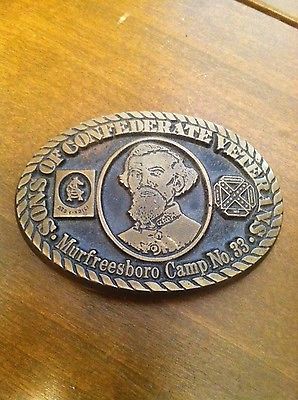 SONS OF CONFEDERATE VETERANS.
Murfreesboro Camp No. 33.